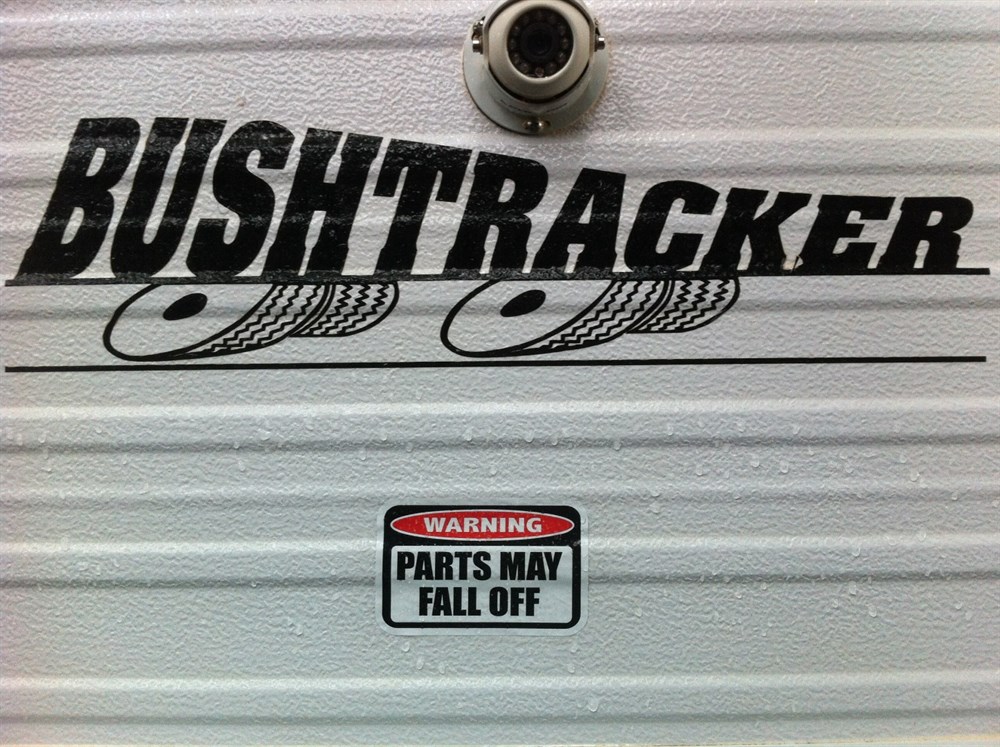 BUSHTRACKER
WARNING
PARTS MAY
FALL OFF